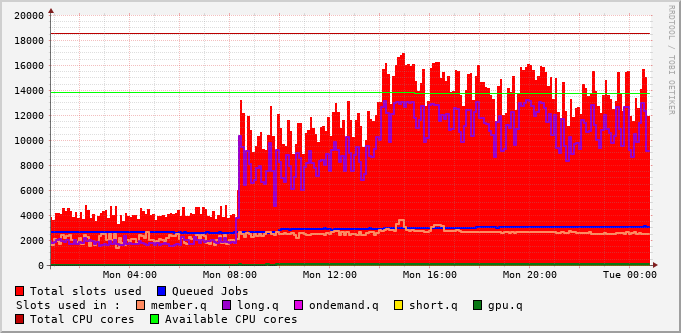 20000
18000
16000
14000
12000
10000
8000
6000
4000
2000
0
Mon 04:00 Mon 08:00 Mon 12:00 Mon 16:00 Mon 20:00 Tue 00:00
Total slots used Queued Jobs
Slots used in : member.q long.q ondemand.q short.q gpu.q
Total CPU cores Available CPU cores
RRDTOOL / TOBI OETIKER